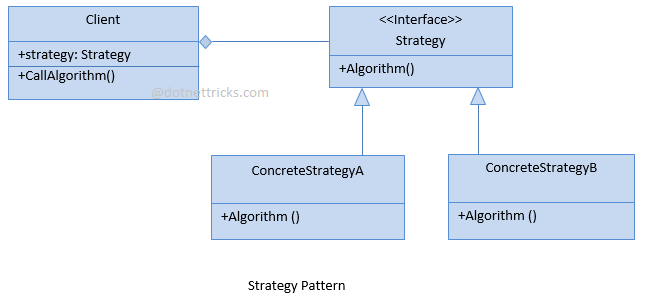 Client
+strategy: Strategy
+CallAlgorithm()
<<Interface>>
Strategy
+Algorithm()
@dotnettricks.com
ConcreteStrategyA
+Algorithm ()
ConcreteStrategyB
+Algorithm ()
Strategy Pattern